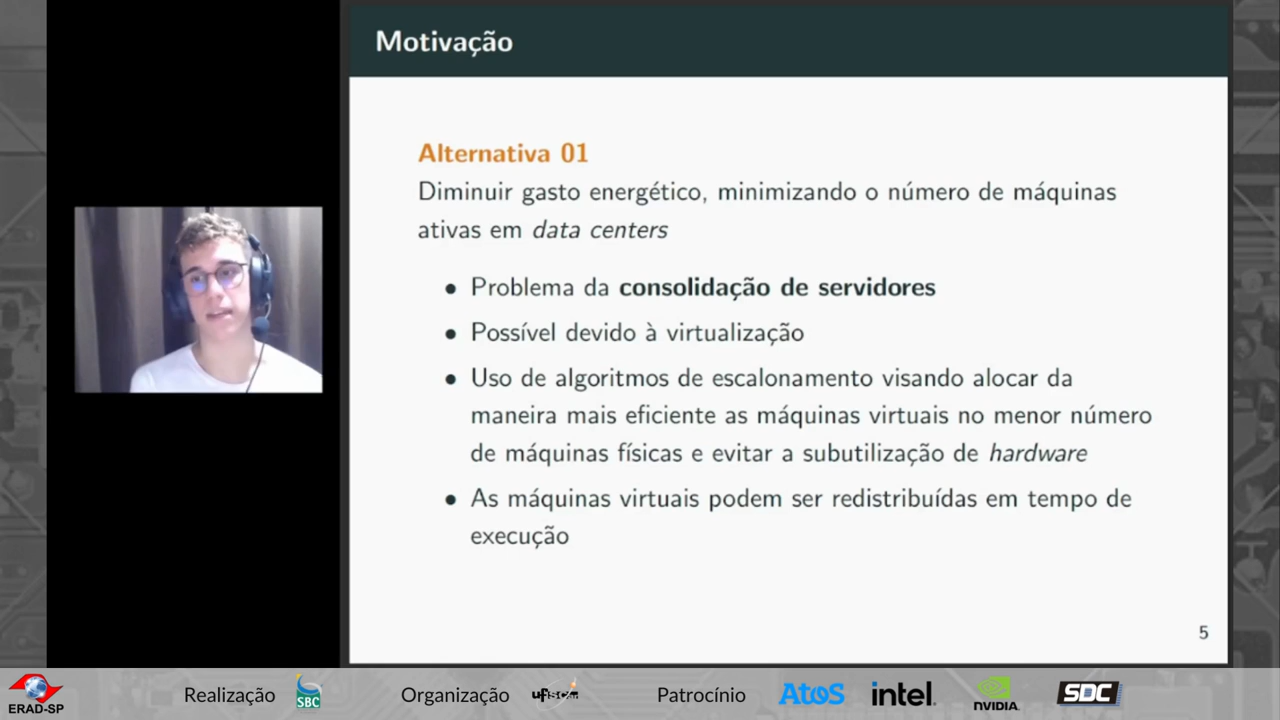 Motivação
Alternativa 01
Diminuir gasto energético, minimizando o número de máquinas
ativas em data centers
• Problema da consolidação de servidores
• Possível devido à virtualização
• Uso de algoritmos de escalonamento visando alocar da
maneira mais eficiente as máquinas virtuais no menor número
de máquinas físicas e evitar a subutilização de hardware
• As máquinas virtuais podem ser redistribuídas em tempo de
execução
5
ERAD-SP
Realização
SBC
Organização
ufscar
Patrocínio
Atos
intel.
NVIDIA.
SDC